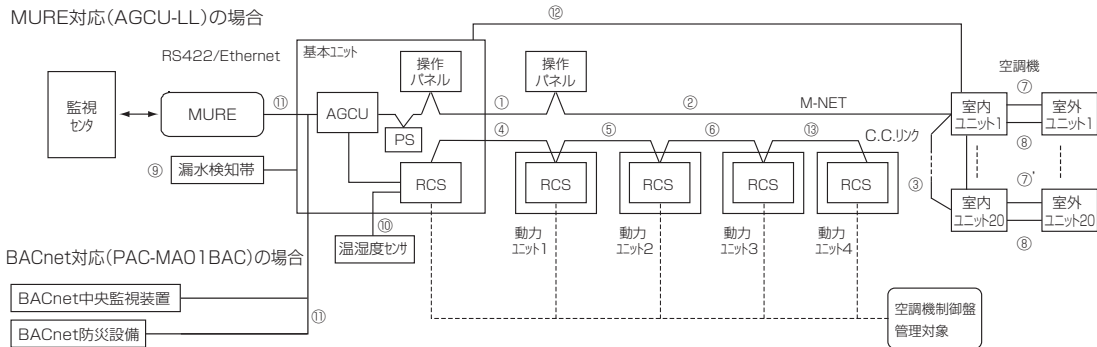 MURE対応(AGCU-LL)の場合
⑫
RS422/Ethernet
基本ユニット
操作
パネル
操作
パネル
空調機
監視
センタ
MURE
⑪
AGCU
PS
①
②
M-NET
室内
ユニット1
⑦
室外
ユニット1
⑧
④
⑤
⑥
⑬
C.C.リンク
⑨
漏水検知帯
RCS
RCS
RCS
RCS
RCS
③
⑦'
室内
ユニット20
室外
ユニット20
⑧
⑩
温湿度センサ
動力
ユニット1
動力
ユニット2
動力
ユニット3
動力
ユニット4
BACnet対応(PAC-MA01BAC)の場合
BACnet中央監視装置
⑪
BACnet防災設備
空調機制御盤
管理対象